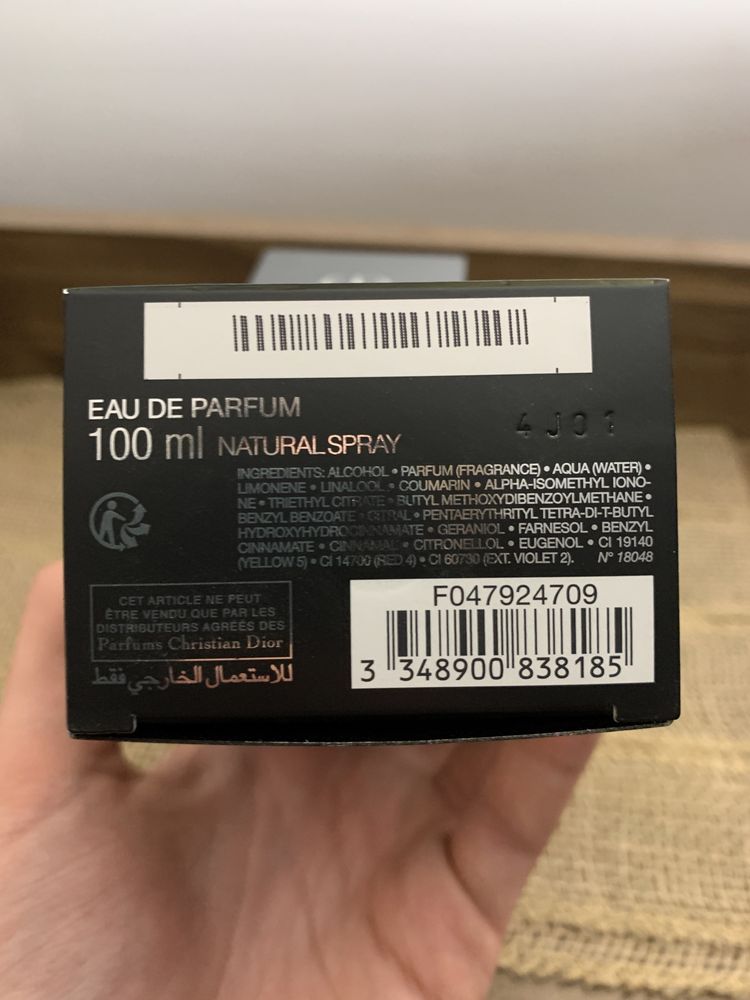 EAU DE PARFUM
100 ml NATURAL SPRAY
4J01
INGREDIENTS: ALCOHOL • PARFUM (FRAGRANCE) • AQUA (WATER) •
LIMONENE • LINALOOL • COUMARIN • ALPHA-ISOMETHYL IONO-
NE • TRIETHYL CITRATE • BUTYL METHOXYDIBENZOYLMETHANE •
BENZYL BENZOATE • CITRAL • PENTAERYTHRITYL TETRA-DI-T-BUTYL
HYDROXYHYDROCINNAMATE • GERANIOL • FARNESOL • BENZYL
CINNAMATE • CINNAMAL • CITRONELLOL • EUGENOL • CI 19140
(YELLOW 5) • CI 14700 (RED 4) • CI 60730 (EXT. VIOLET 2). N° 18048
CET ARTICLE NE PEUT
ÊTRE VENDU QUE PAR LES
DISTRIBUTEURS AGRÉÉS DES
Parfums Christian Dior
للاستعمال الخارجي فقط
F047924709
3 348900 838185